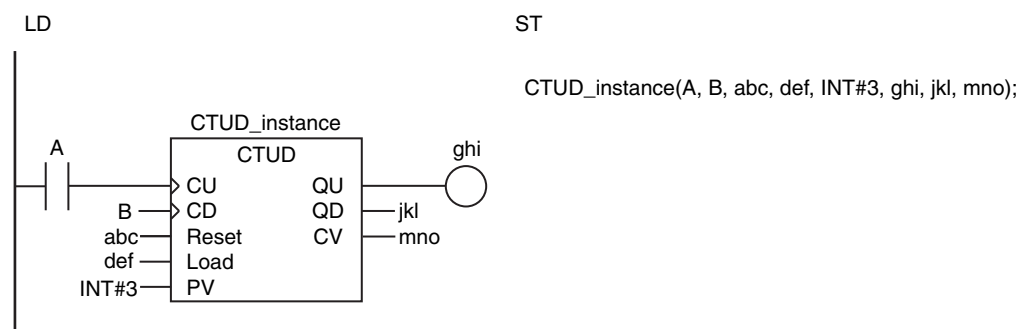 LD
ST
CTUD_instance(A, B, abc, def, INT#3, ghi, jkl, mno);
CTUD_instance
A
CTUD
ghi
CU QU
B CD QD jkl
abc Reset CV mno
def Load
INT#3 PV